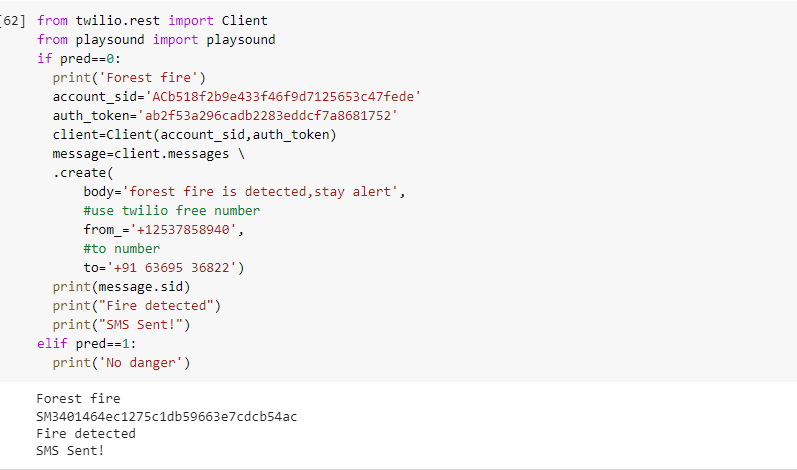 [62] from twilio.rest import Client
from playsound import playsound
if pred==0:
  print('Forest fire')
  account_sid='ACb518f2b9e433f46f9d7125653c47fede'
  auth_token='ab2f53a296cadb2283eddcf7a8681752'
  client=Client(account_sid,auth_token)
  message=client.messages \
  .create(
      body='forest fire is detected,stay alert',
      #use twilio free number
      from_='+12537858940',
      #to number
      to='+91 63695 36822')
  print(message.sid)
  print("Fire detected")
  print("SMS Sent!")
elif pred==1:
  print('No danger')
Forest fire
SM3401464ec1275c1db59663e7cdcb54ac
Fire detected
SMS Sent!